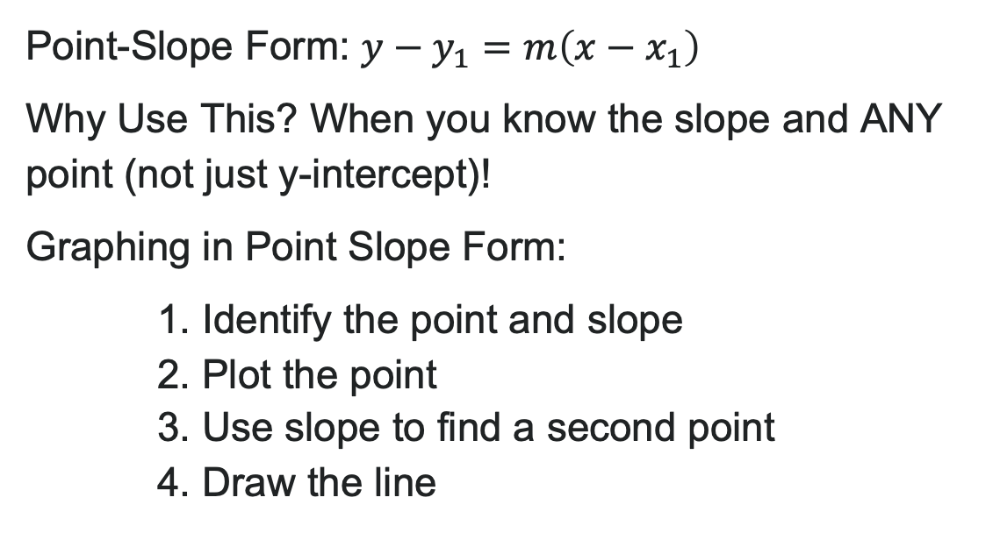 Point-Slope Form: y − y₁ = m(x − x₁)
Why Use This? When you know the slope and ANY
point (not just y-intercept)!
Graphing in Point Slope Form:
1. Identify the point and slope
2. Plot the point
3. Use slope to find a second point
4. Draw the line